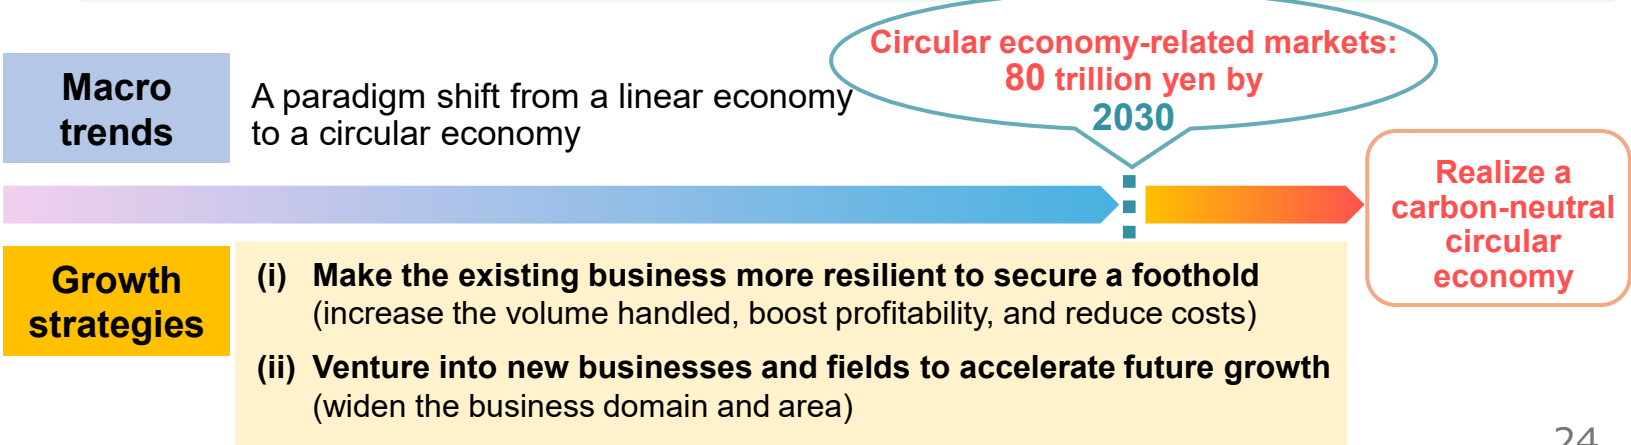 Circular economy-related markets:
80 trillion yen by
2030
Macro
trends
A paradigm shift from a linear economy
to a circular economy
Realize a
carbon-neutral
circular
economy
Growth
strategies
(i) Make the existing business more resilient to secure a foothold
(increase the volume handled, boost profitability, and reduce costs)
(ii) Venture into new businesses and fields to accelerate future growth
(widen the business domain and area)
24